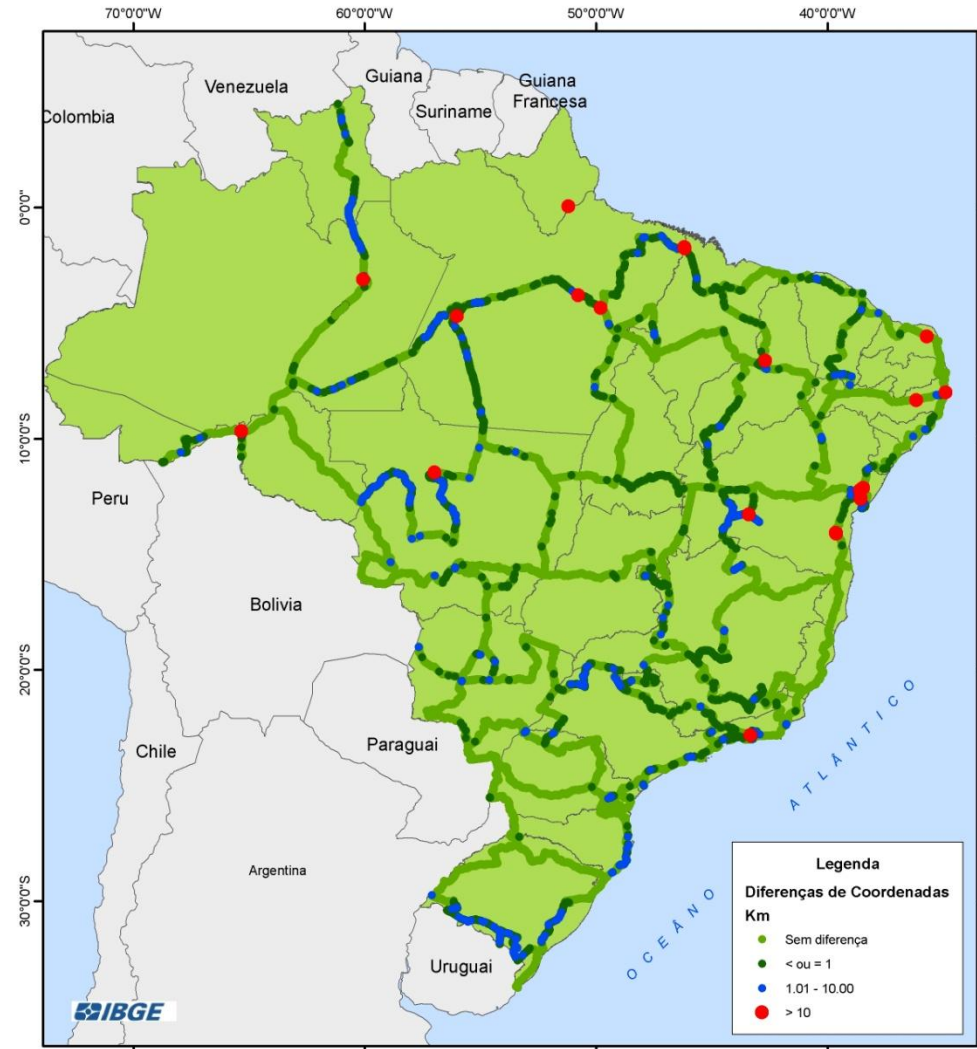 70°0'0"W
60°0'0"W
50°0'0"W
40°0'0"W
Guiana
Venezuela
Guiana
Francesa
Suriname
Colombia
0°0'0"
10°0'0"S
Peru
Bolivia
20°0'0"S
Paraguai
Chile
ATLÂNTICO
Argentina
30°0'0"S
OCEÂNO
Uruguai
Legenda
Diferenças de Coordenadas
Km
Sem diferença
< ou = 1
1.01 - 10.00
> 10
IBGE